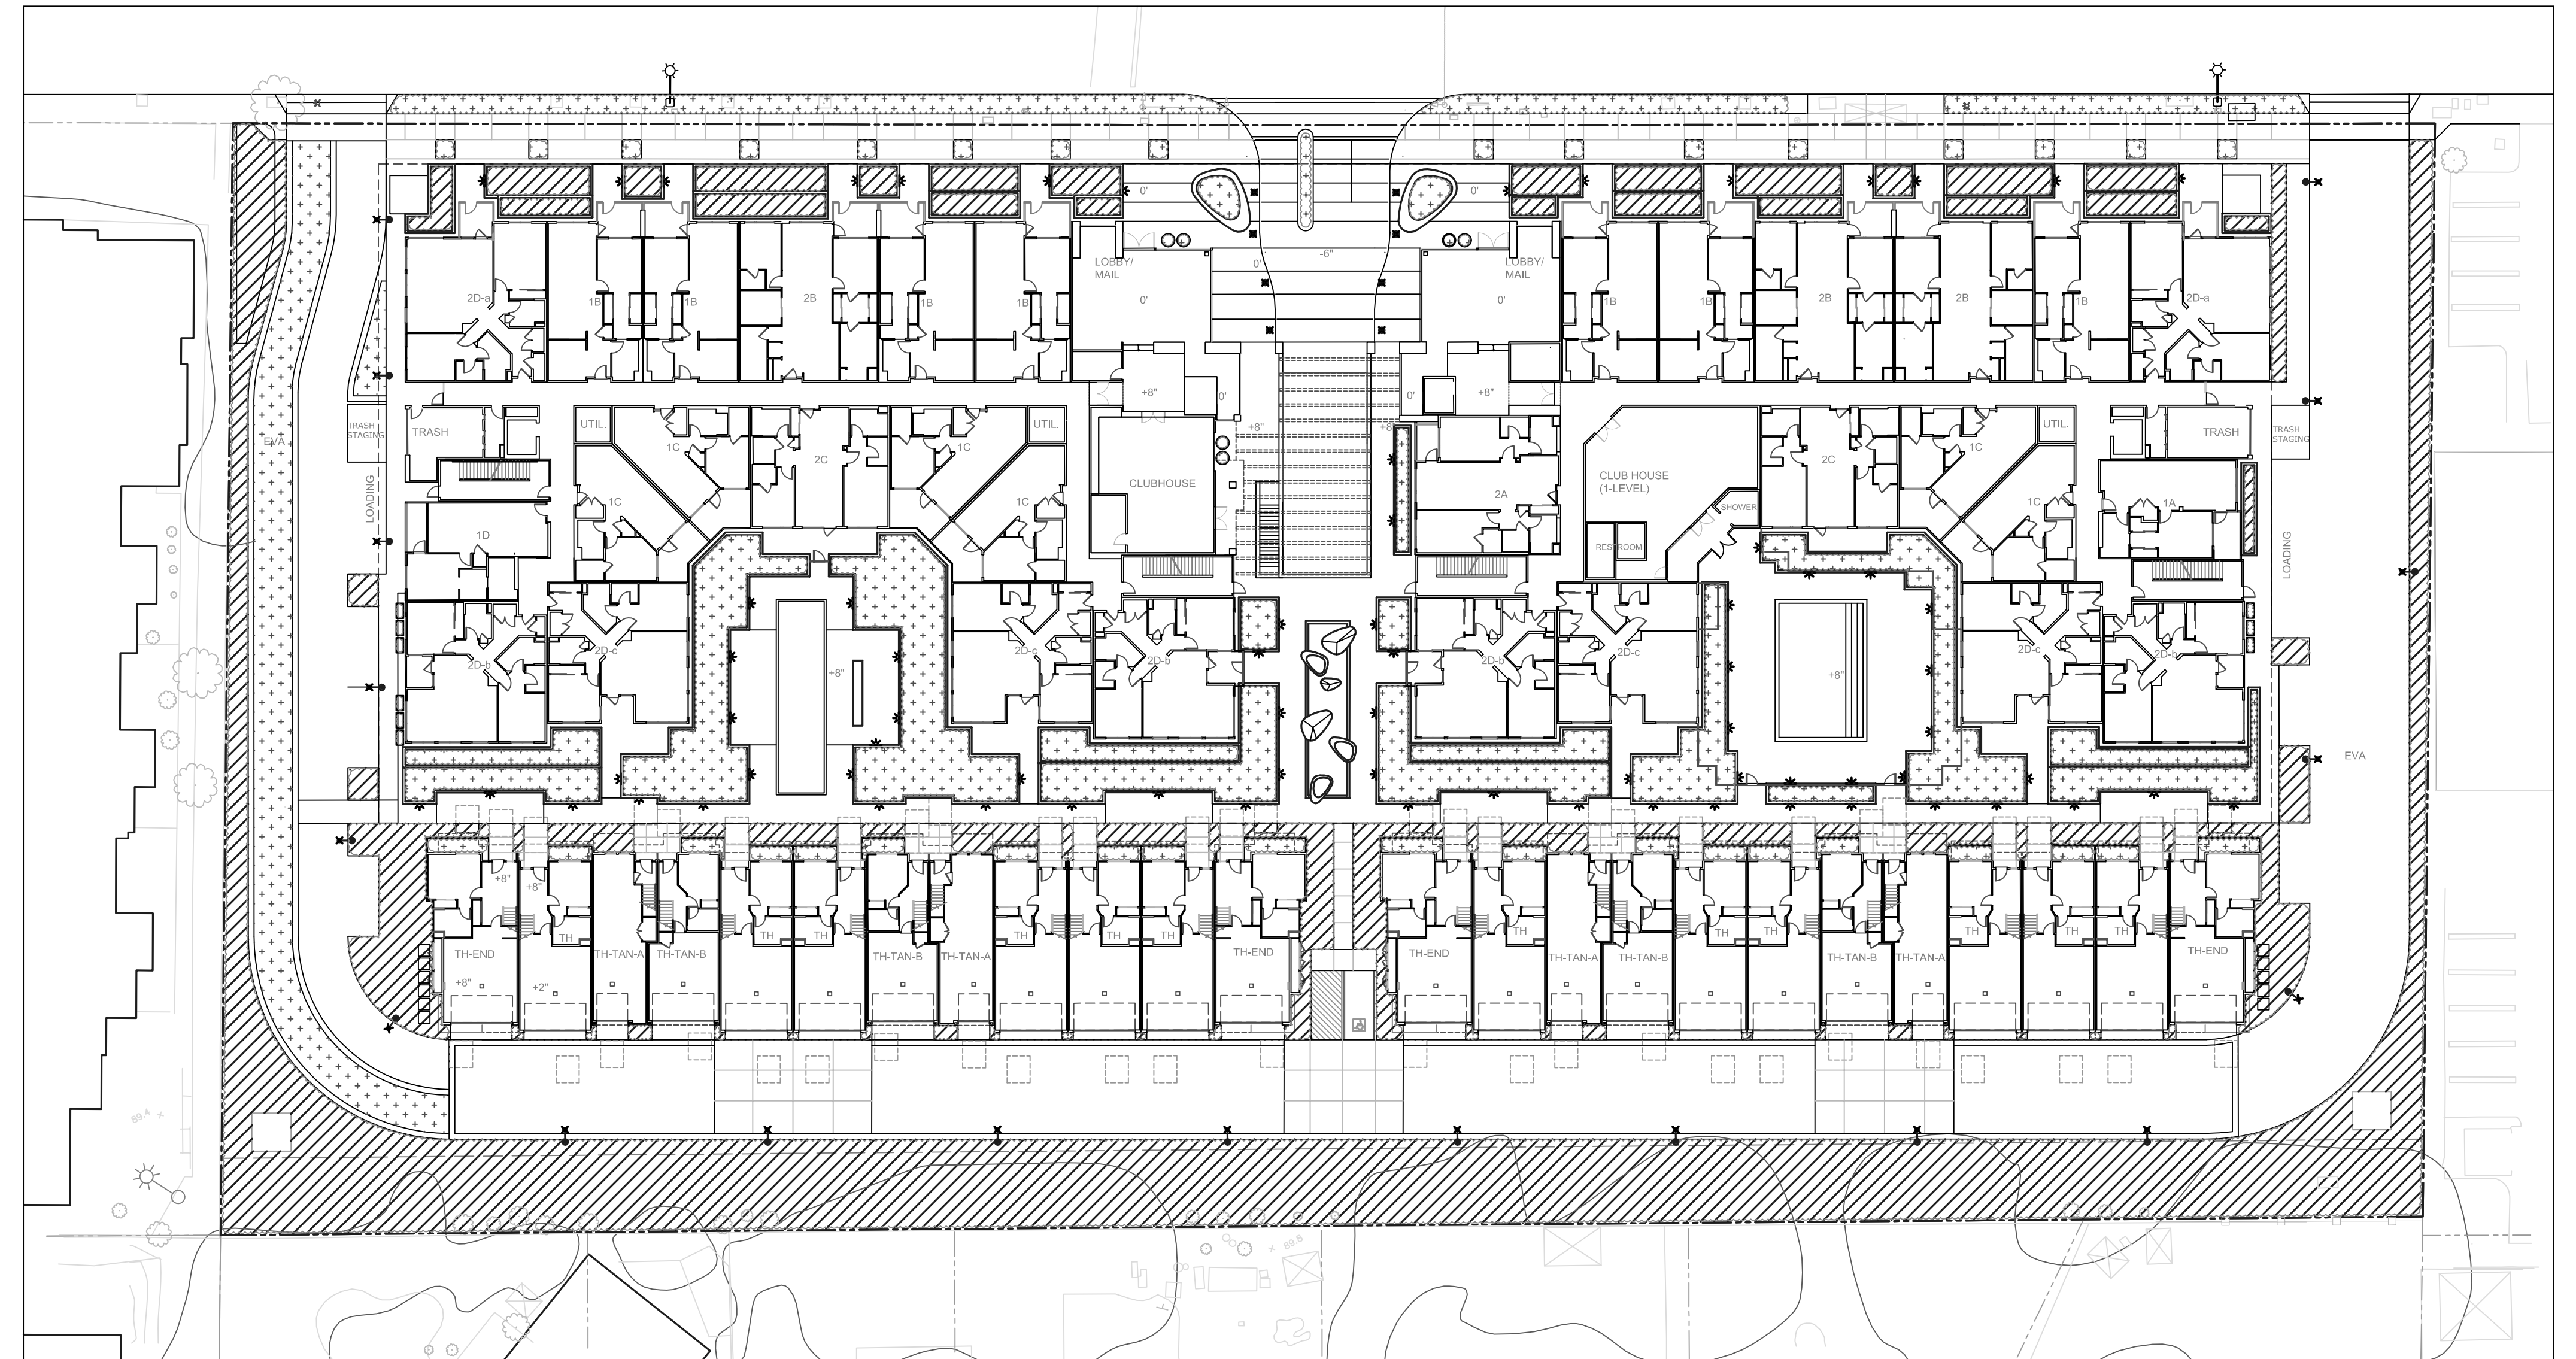 0'
0'
-6"
LOBBY/
MAIL
0'
LOBBY/
MAIL
2D-a
1B
1B
2B
1B
1B
0'
0'
1B
1B
2B
2B
1B
2D-a
+8"
0'
0'
+8"
TRASH
STAGING
TRASH
UTIL.
1C
2C
1C
UTIL.
+8"
+8"
UTIL.
TRASH
TRASH
STAGING
EVA
CLUB HOUSE
(1-LEVEL)
2C
1C
LOADING
1C
1C
CLUBHOUSE
2A
SHOWER
1C
1A
1D
RESTROOM
LOADING
2D-b
2D-c
+8"
2D-c
2D-b
2D-b
2D-c
+8"
2D-c
2D-b
EVA
+8"
+8"
TH
TH
TH
TH
TH
TH
TH
TH
TH
TH
TH
TH-END
TH-TAN-A
TH-TAN-B
TH-TAN-B
TH-TAN-A
TH-END
TH-END
TH-TAN-A
TH-TAN-B
TH-TAN-B
TH-TAN-A
TH-END
+8"
+2"
89.4
89.8